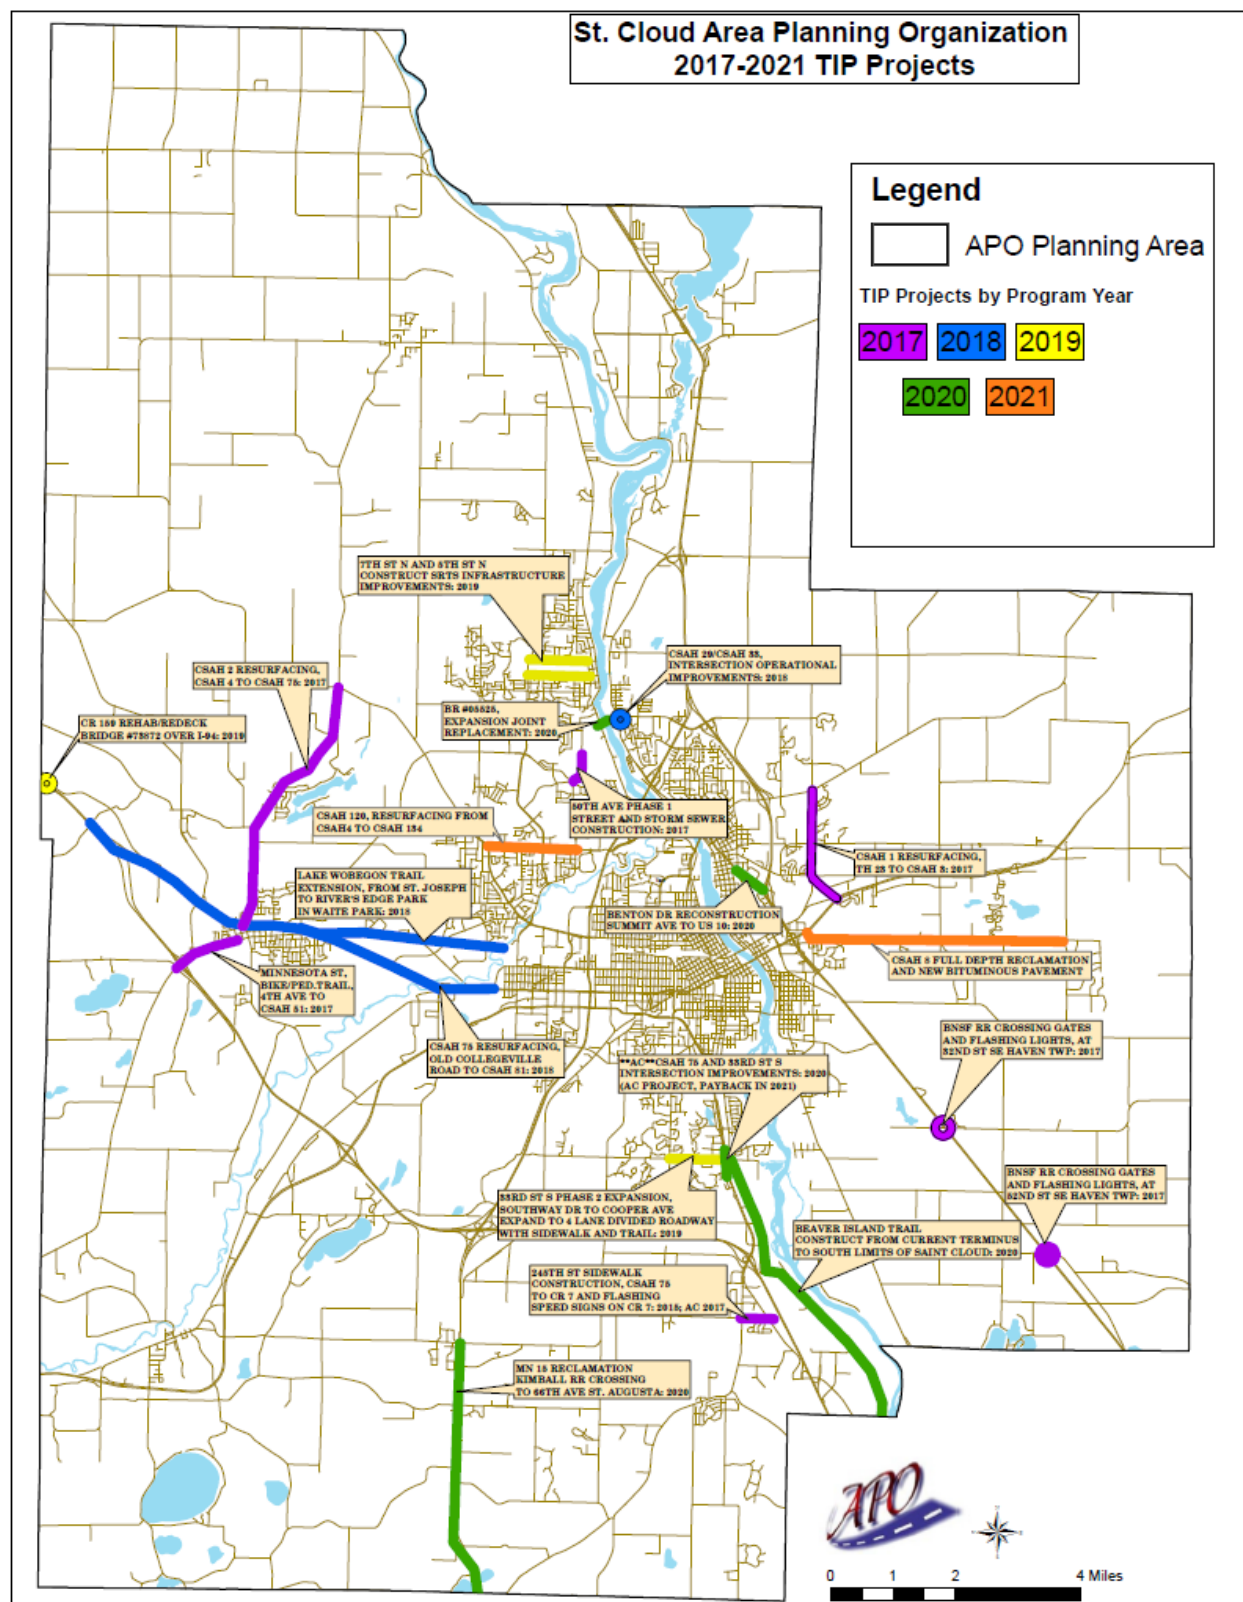 St. Cloud Area Planning Organization
2017-2021 TIP Projects
Legend
APO Planning Area
TIP Projects by Program Year
2017
2018
2019
2020
2021
7TH ST N AND 5TH ST N
CONSTRUCT SRTS INFRASTRUCTURE
IMPROVEMENTS: 2019
CSAH 2 RESURFACING,
CSAH 4 TO CSAH 75: 2017
CSAH 29/CSAH 33,
INTERSECTION OPERATIONAL
IMPROVEMENTS: 2018
BR #05525,
EXPANSION JOINT
REPLACEMENT: 2020
CR 159 REHAB/REDECK
BRIDGE #73872 OVER I-94: 2019
50TH AVE PHASE 1
STREET AND STORM SEWER
CONSTRUCTION: 2017
CSAH 120, RESURFACING FROM
CSAH4 TO CSAH 134
CSAH 1 RESURFACING,
TH 23 TO CSAH 3: 2017
LAKE WOBEGON TRAIL
EXTENSION, FROM ST. JOSEPH
TO RIVER'S EDGE PARK
IN WAITE PARK: 2018
BENTON DR RECONSTRUCTION
SUMMIT AVE TO US 10: 2020
CSAH 8 FULL DEPTH RECLAMATION
AND NEW BITUMINOUS PAVEMENT
MINNESOTA ST,
BIKE/PED.TRAIL,
4TH AVE TO
CSAH 51: 2017
CSAH 75 RESURFACING,
OLD COLLEGEVILLE
ROAD TO CSAH 81: 2018
BNSF RR CROSSING GATES
AND FLASHING LIGHTS, AT
32ND ST SE HAVEN TWP: 2017
**AC**CSAH 75 AND 33RD ST S
INTERSECTION IMPROVEMENTS: 2020
(AC PROJECT, PAYBACK IN 2021)
BNSF RR CROSSING GATES
AND FLASHING LIGHTS, AT
52ND ST SE HAVEN TWP: 2017
33RD ST S PHASE 2 EXPANSION,
SOUTHWAY DR TO COOPER AVE
EXPAND TO 4 LANE DIVIDED ROADWAY
WITH SIDEWALK AND TRAIL: 2019
BEAVER ISLAND TRAIL
CONSTRUCT FROM CURRENT TERMINUS
TO SOUTH LIMITS OF SAINT CLOUD: 2020
245TH ST SIDEWALK
CONSTRUCTION, CSAH 75
TO CR 7 AND FLASHING
SPEED SIGNS ON CR 7: 2018; AC 2017
MN 15 RECLAMATION
KIMBALL RR CROSSING
TO 66TH AVE ST. AUGUSTA: 2020
APO
0 1 2 4 Miles